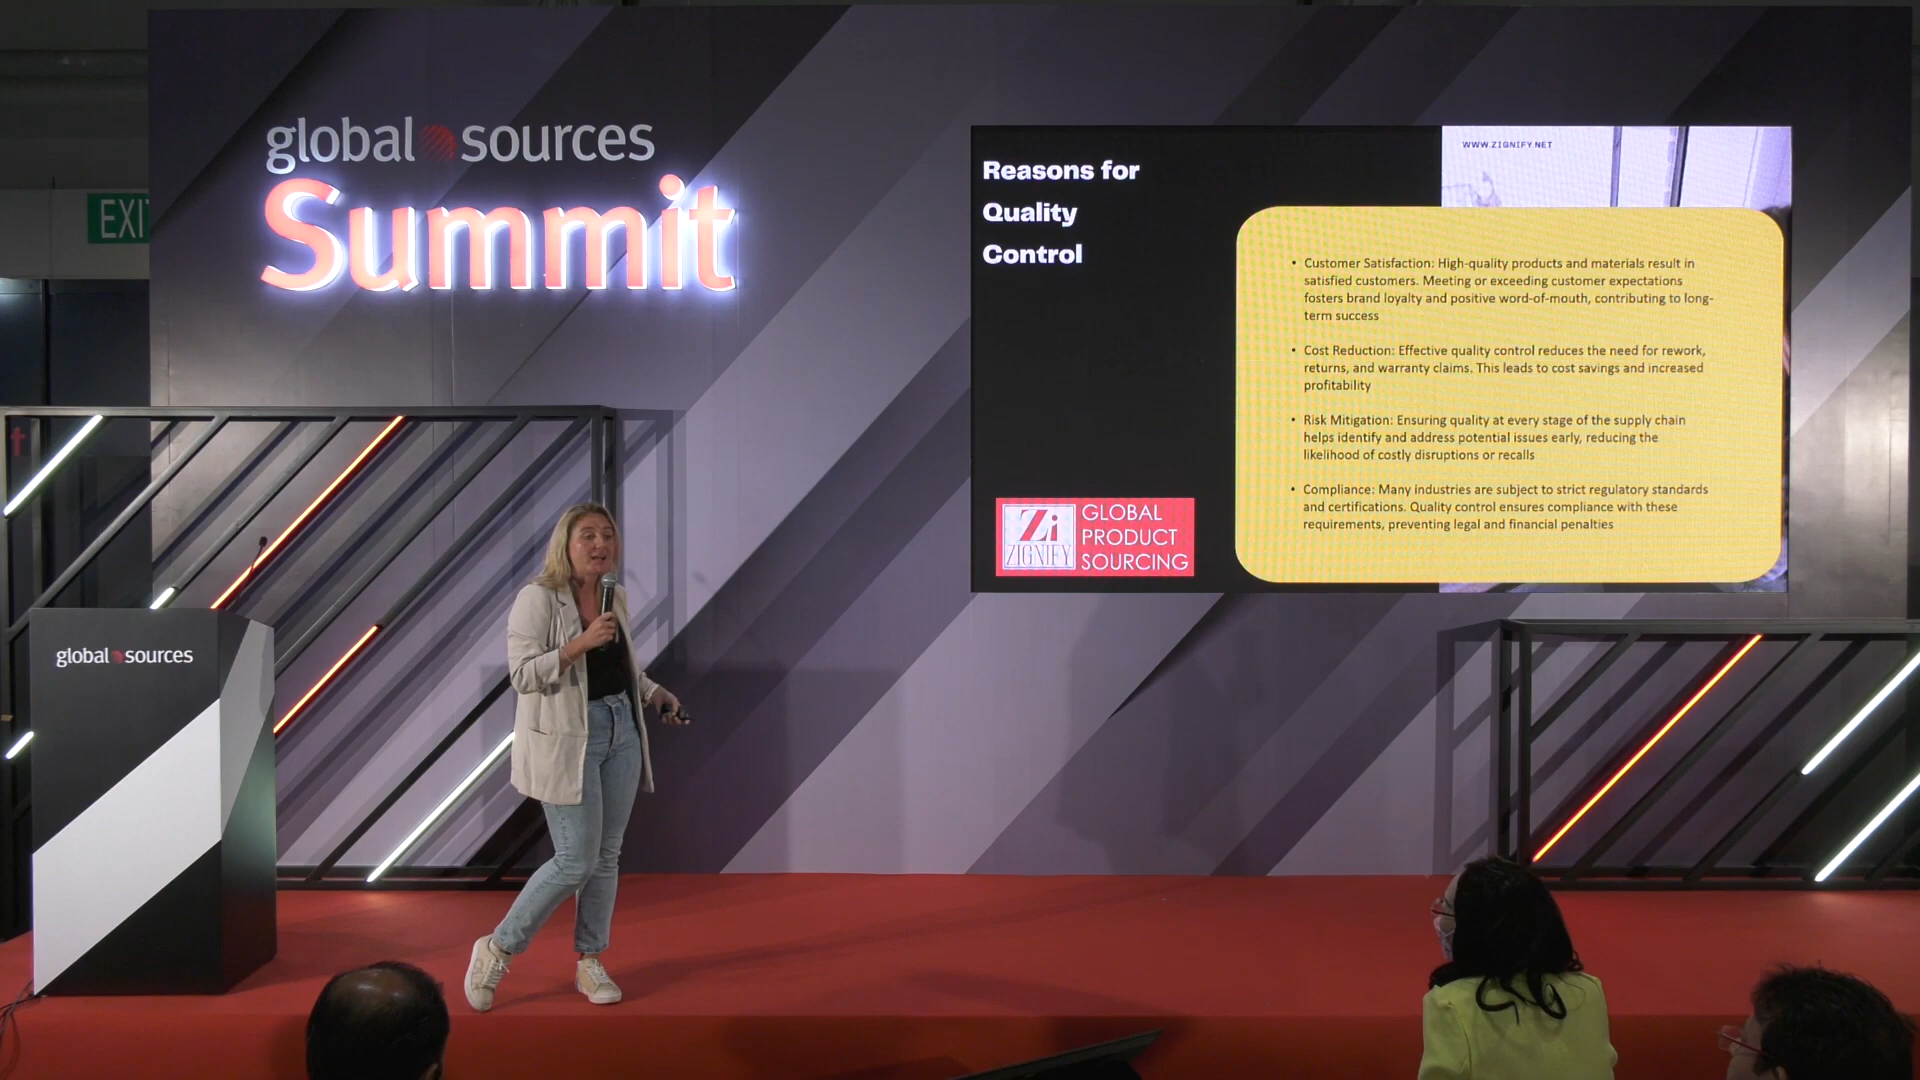 global sources
Summit
EXI
global sources
Reasons for
Quality
Control
WWW.ZIGNIFY.NET
• Customer Satisfaction: High-quality products and materials result in
satisfied customers. Meeting or exceeding customer expectations
fosters brand loyalty and positive word-of-mouth, contributing to long-
term success
• Cost Reduction: Effective quality control reduces the need for rework,
returns, and warranty claims. This leads to cost savings and increased
profitability
• Risk Mitigation: Ensuring quality at every stage of the supply chain
helps identify and address potential issues early, reducing the
likelihood of costly disruptions or recalls
• Compliance: Many industries are subject to strict regulatory standards
and certifications. Quality control ensures compliance with these
requirements, preventing legal and financial penalties
Zi
ZIGNIFY
GLOBAL
PRODUCT
SOURCING
t